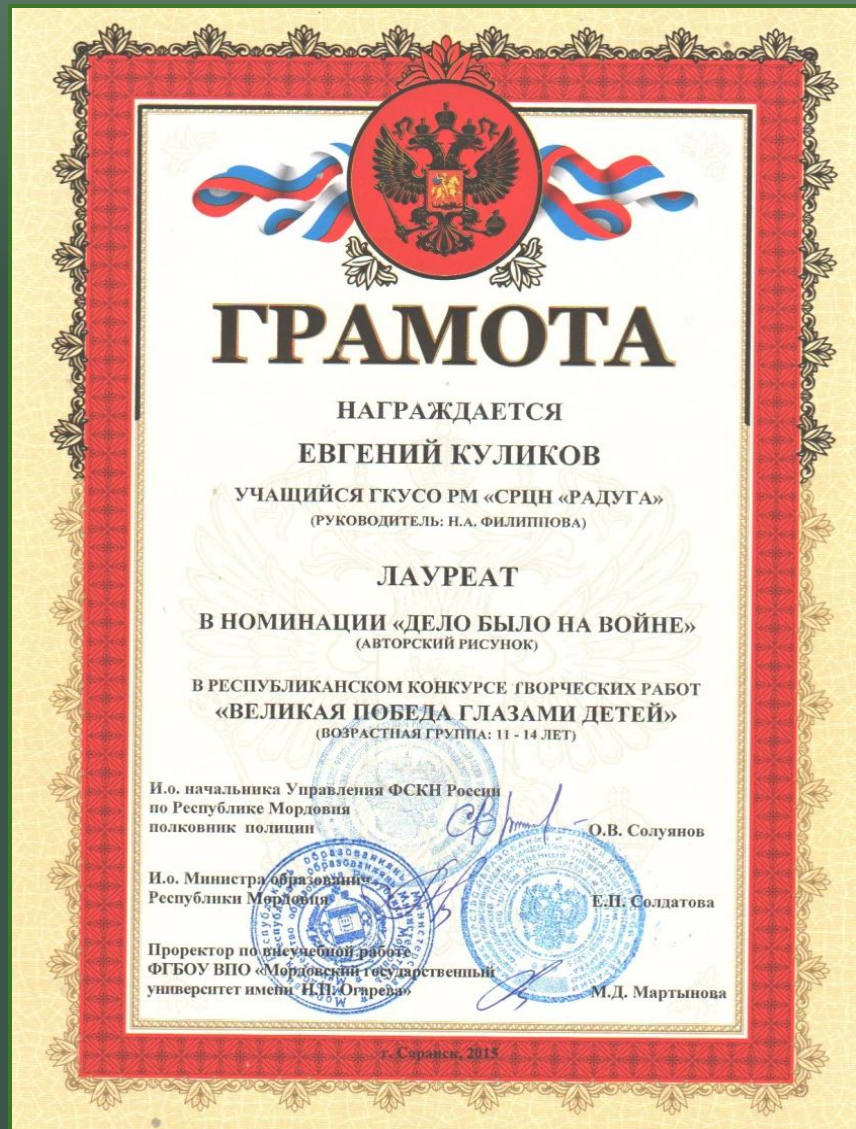 ГРАМОТА
НАГРАЖДАЕТСЯ
ЕВГЕНИЙ КУЛИКОВ
УЧАЩИЙСЯ ГКУСО РМ «СРЦН «РАДУГА»
(РУКОВОДИТЕЛЬ: Н.А. ФИЛИППОВА)
ЛАУРЕАТ
В НОМИНАЦИИ «ДЕЛО БЫЛО НА ВОЙНЕ»
(АВТОРСКИЙ РИСУНОК)
В РЕСПУБЛИКАНСКОМ КОНКУРСЕ ТВОРЧЕСКИХ РАБОТ
«ВЕЛИКАЯ ПОБЕДА ГЛАЗАМИ ДЕТЕЙ»
(ВОЗРАСТНАЯ ГРУППА: 11 - 14 ЛЕТ)
И.о. начальника Управления ФСКН России
по Республике Мордовия
полковник полиции О.В. Солуянов
И.о. Министра образования
Республики Мордовия Е.П. Солдатова
Проректор по внеучебной работе
ФГБОУ ВПО «Мордовский государственный
университет имени Н.П. Огарева» М.Д. Мартынова
г. Саранск, 2015